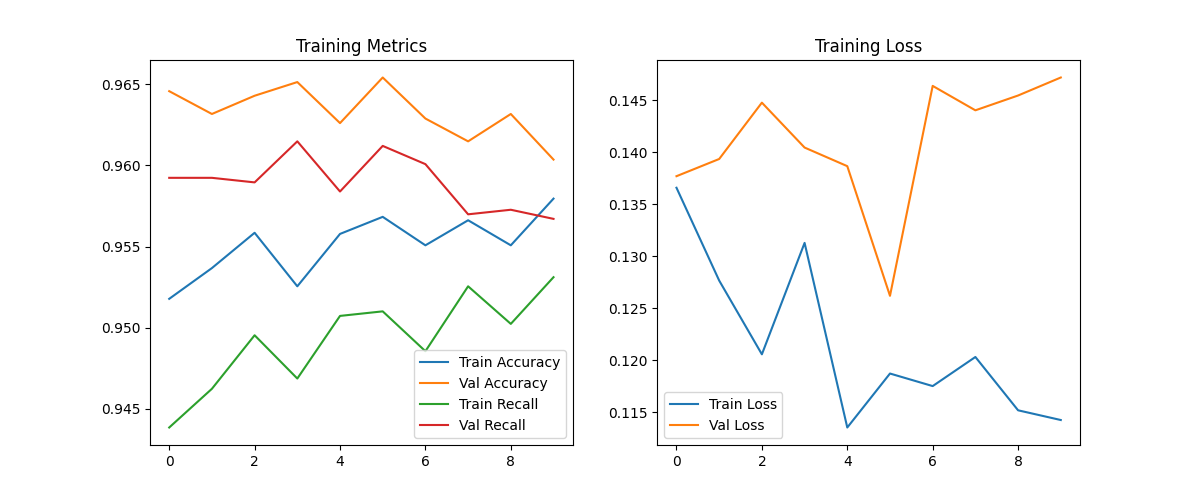 Training Metrics
0.965
0.960
0.955
0.950
0.945
0 2 4 6 8
Train Accuracy
Val Accuracy
Train Recall
Val Recall
Training Loss
0.145
0.140
0.135
0.130
0.125
0.120
0.115
0 2 4 6 8
Train Loss
Val Loss